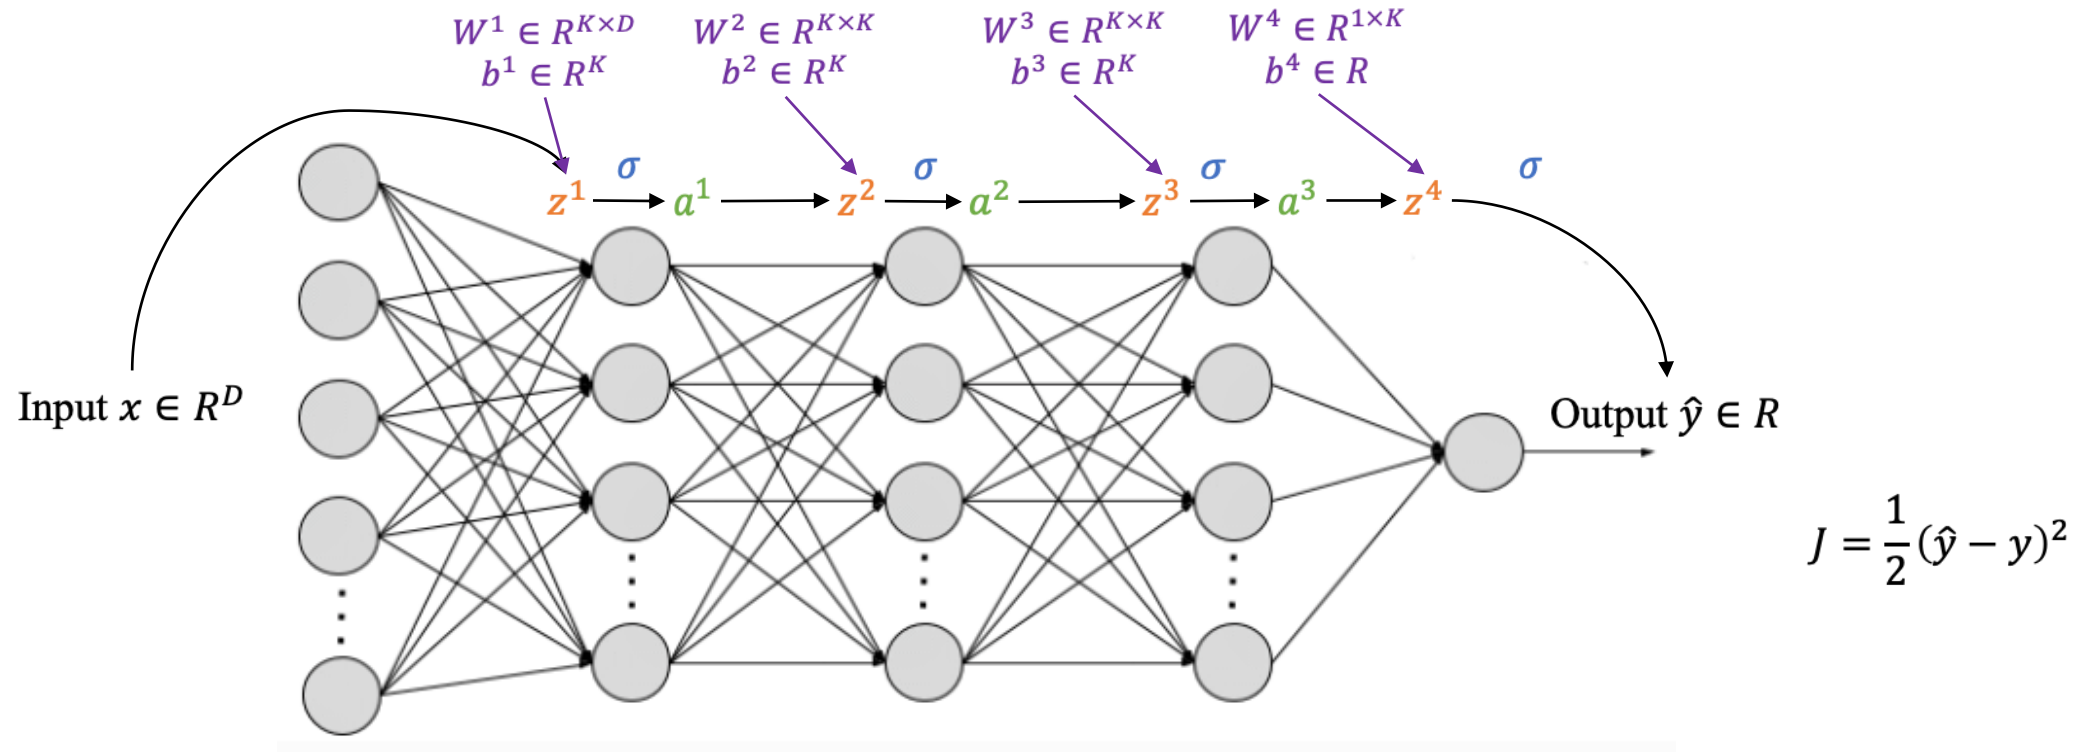 W¹ ∈ R^{K×D} W² ∈ R^{K×K} W³ ∈ R^{K×K} W⁴ ∈ R^{1×K}
b¹ ∈ R^K b² ∈ R^K b³ ∈ R^K b⁴ ∈ R
σ σ σ σ
z¹ a¹ z² a² z³ a³ z⁴
Input x ∈ R^D
Output ŷ ∈ R
J = \frac{1}{2}(ŷ − y)²